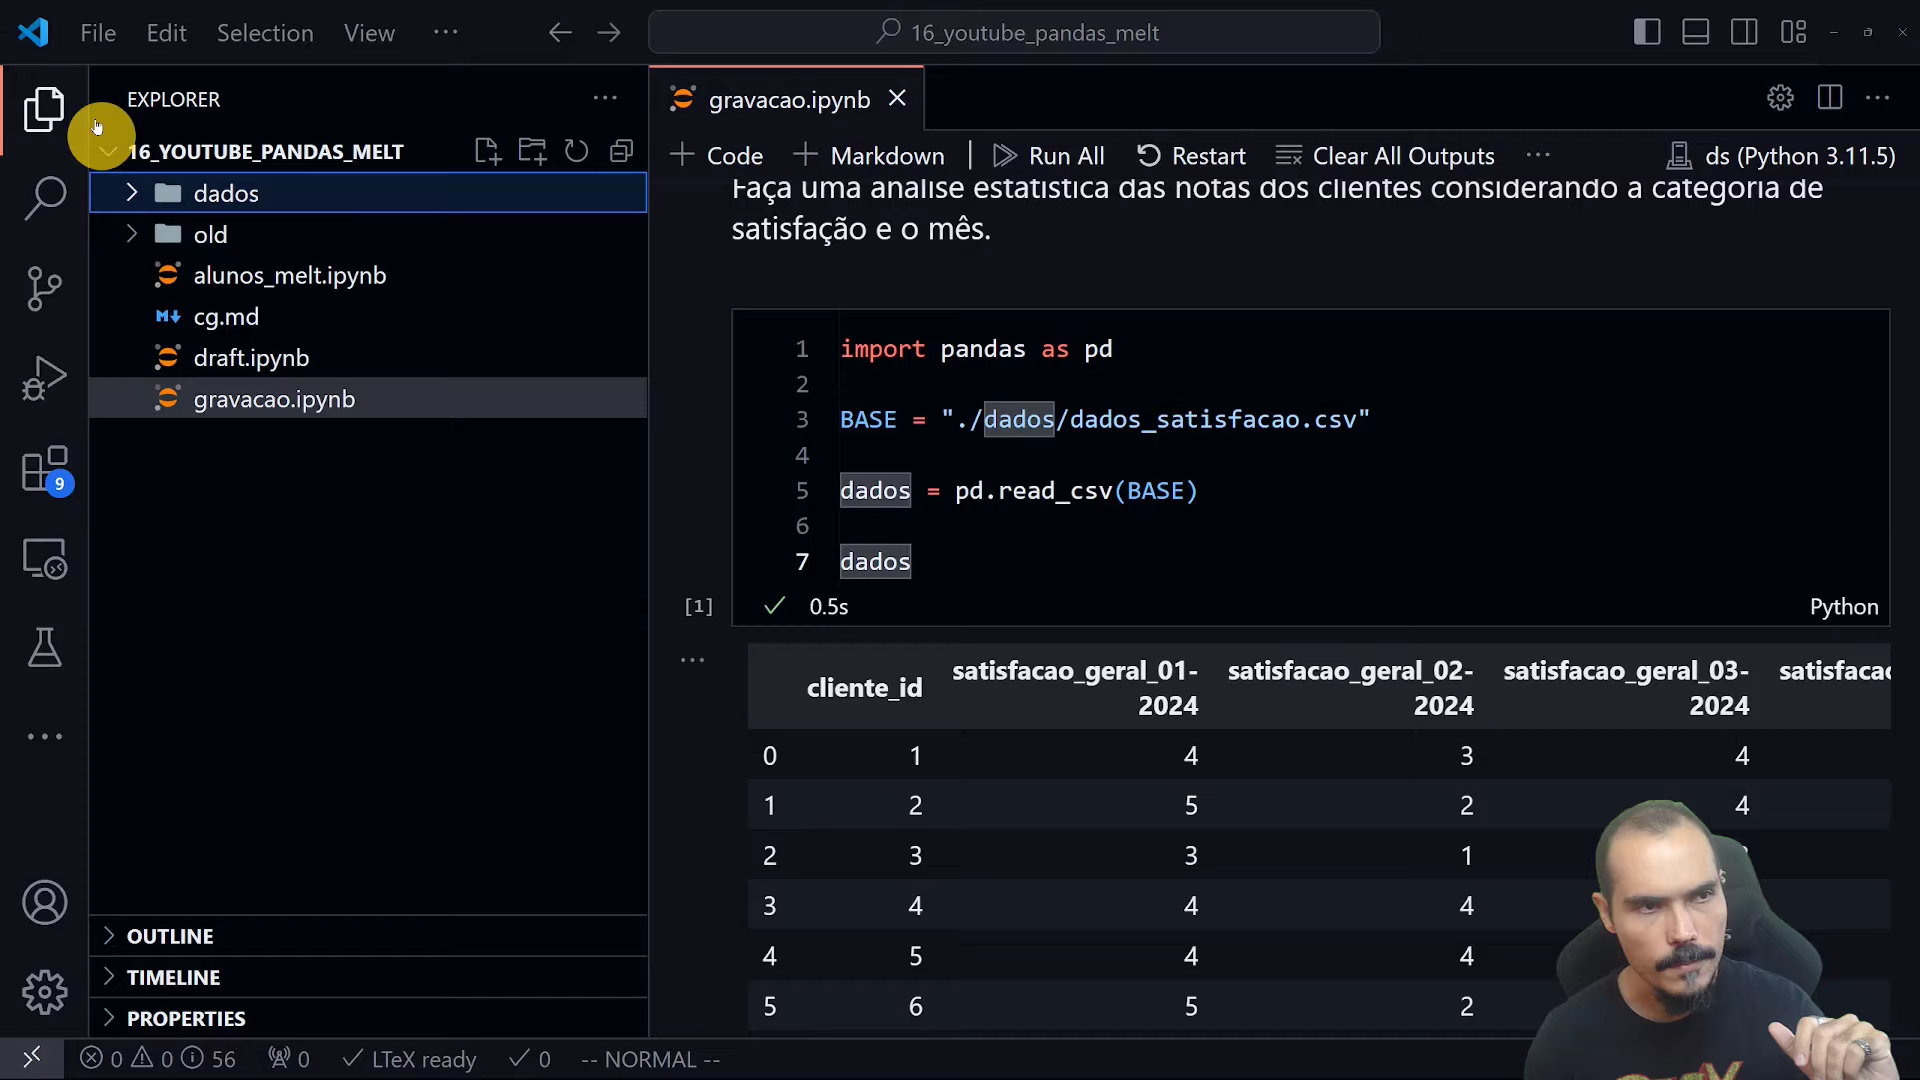 File Edit Selection View ··· 16_youtube_pandas_melt
EXPLORER
16_YOUTUBE_PANDAS_MELT
dados
old
alunos_melt.ipynb
cg.md
draft.ipynb
gravacao.ipynb
OUTLINE
TIMELINE
PROPERTIES
9
gravacao.ipynb
+ Code + Markdown | Run All Restart Clear All Outputs ··· ds (Python 3.11.5)
Faça uma análise estatística das notas dos clientes considerando a categoria de
satisfação e o mês.
1 import pandas as pd
2
3 BASE = "./dados/dados_satisfacao.csv"
4
5 dados = pd.read_csv(BASE)
6
7 dados
[1] 0.5s Python
cliente_id satisfacao_geral_01-2024 satisfacao_geral_02-2024 satisfacao_geral_03-2024
0 1 4 3 4
1 2 5 2 4
2 3 3 1
3 4 4 4
4 5 4 4
5 6 5 2
0 0 56 0 LTeX ready 0 -- NORMAL --